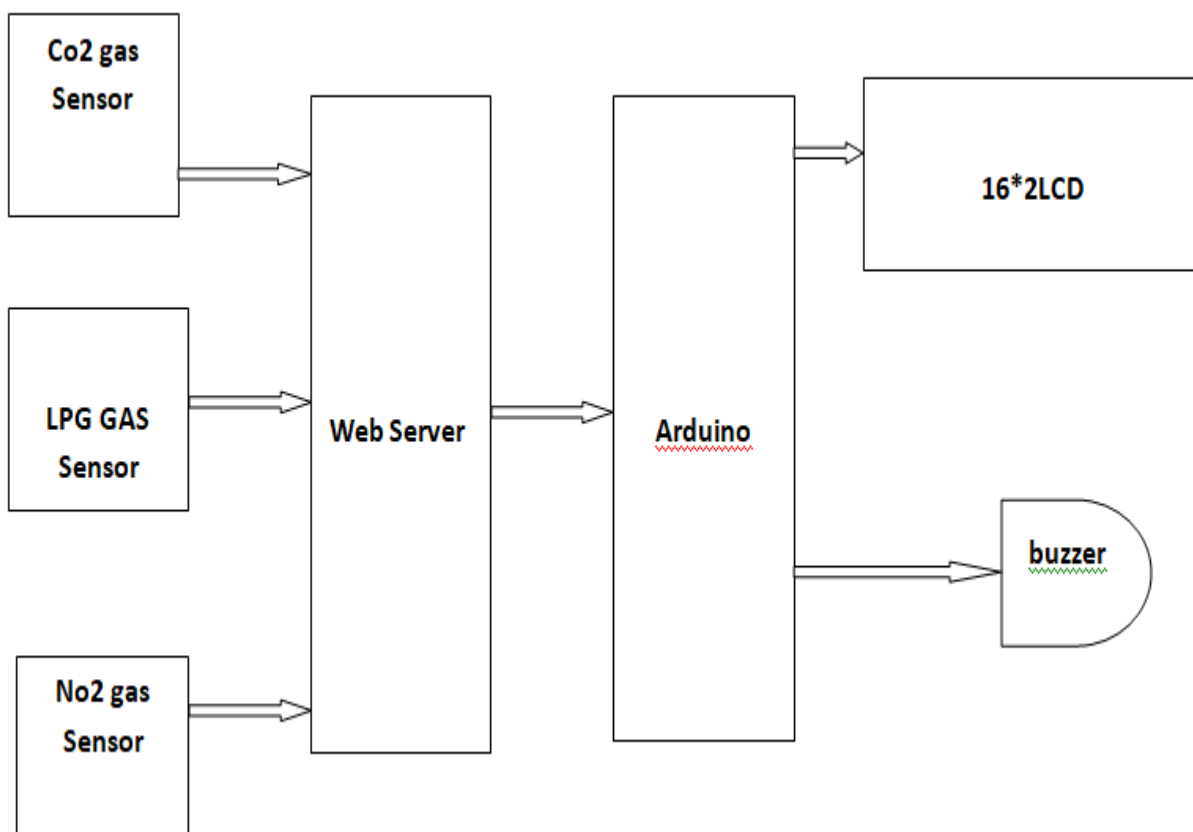 Co2 gas
Sensor
LPG GAS
Sensor
No2 gas
Sensor
Web Server
Arduino
16*2LCD
buzzer